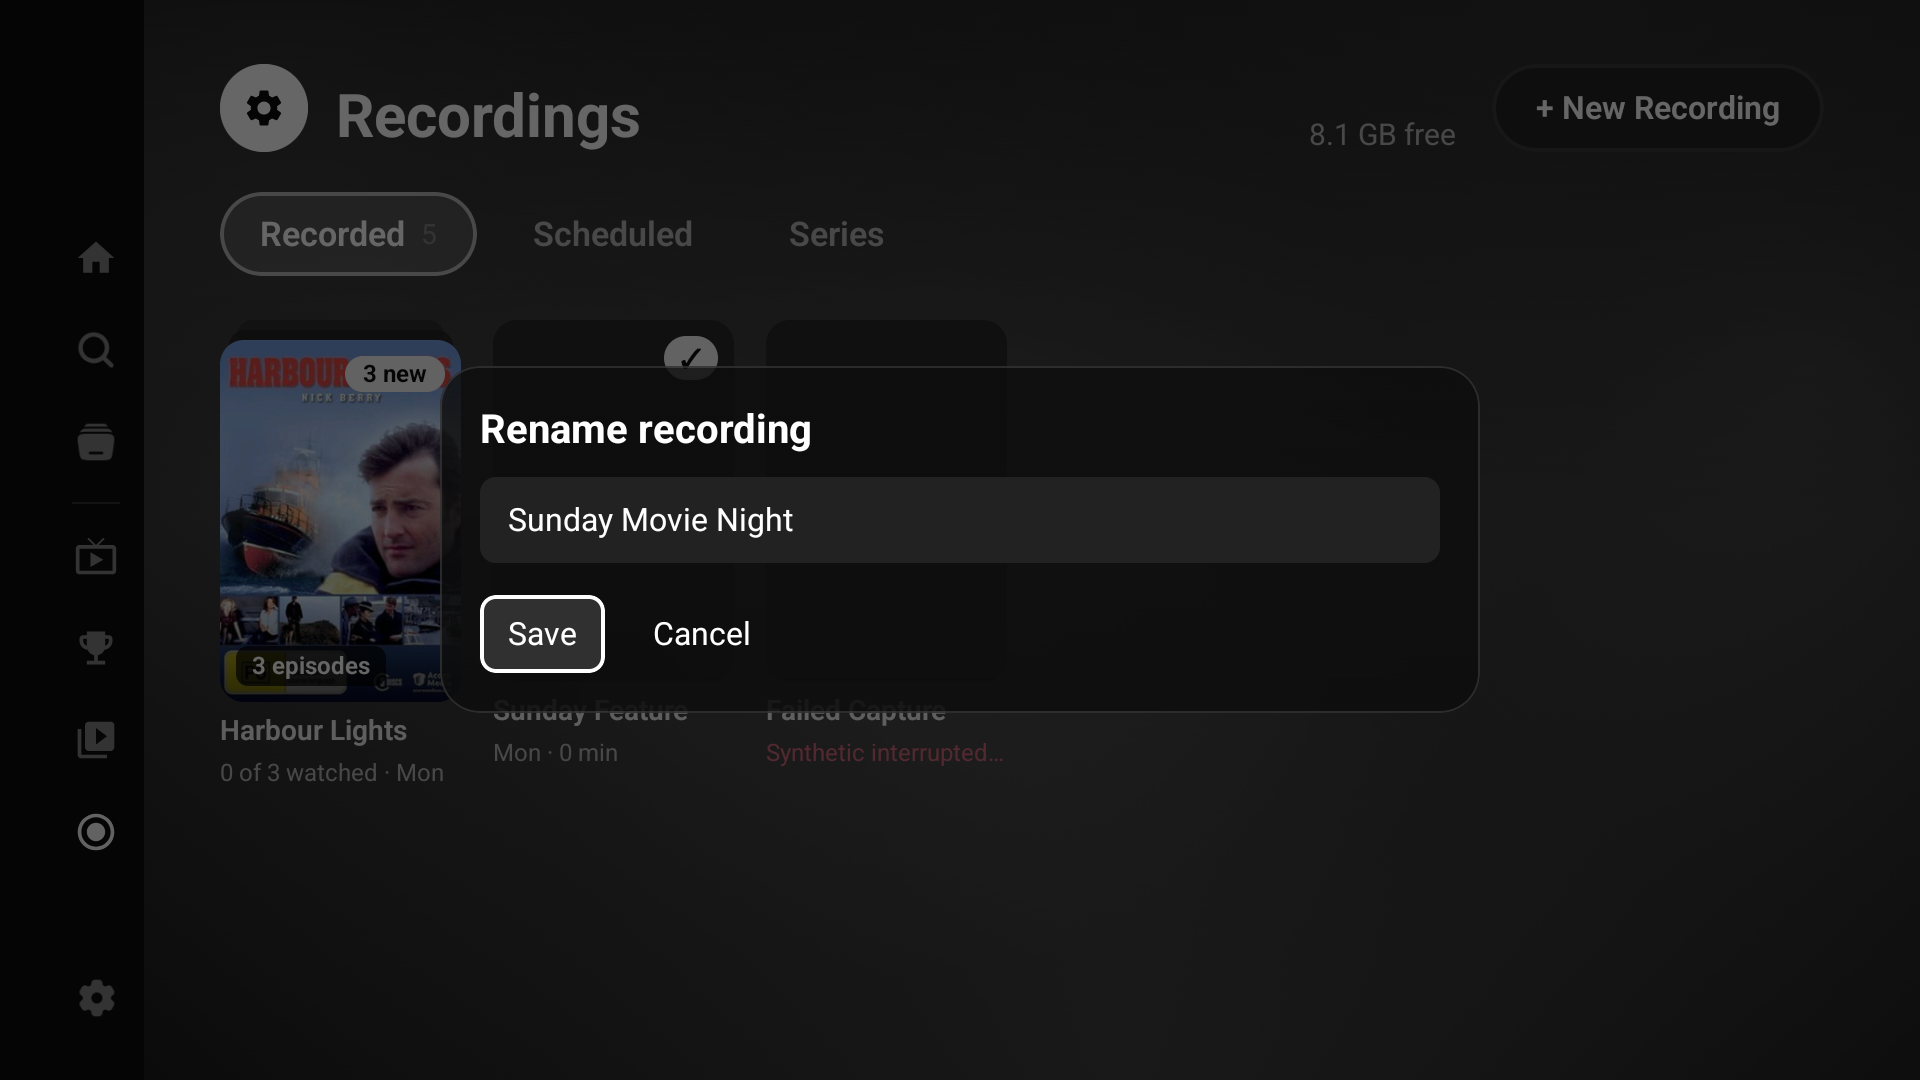 Recordings
8.1 GB free
+ New Recording
Recorded 5
Scheduled
Series
HARBOUR
3 new
NICK BERRY
✓
Rename recording
Sunday Movie Night
Save
Cancel
3 episodes
Harbour Lights
0 of 3 watched · Mon
Sunday Feature
Mon · 0 min
Failed Capture
Synthetic interrupted...